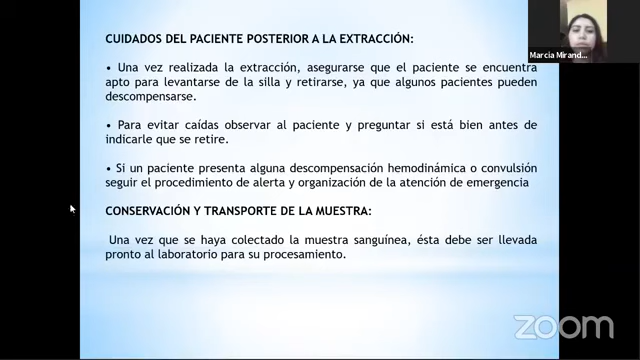 CUIDADOS DEL PACIENTE POSTERIOR A LA EXTRACCIÓN:
• Una vez realizada la extracción, asegurarse que el paciente se encuentra
apto para levantarse de la silla y retirarse, ya que algunos pacientes pueden
descompensarse.
• Para evitar caídas observar al paciente y preguntar si está bien antes de
indicarle que se retire.
• Si un paciente presenta alguna descompensación hemodinámica o convulsión
seguir el procedimiento de alerta y organización de la atención de emergencia
CONSERVACIÓN Y TRANSPORTE DE LA MUESTRA:
Una vez que se haya colectado la muestra sanguínea, ésta debe ser llevada
pronto al laboratorio para su procesamiento.
Marcia Mirand...
zoom